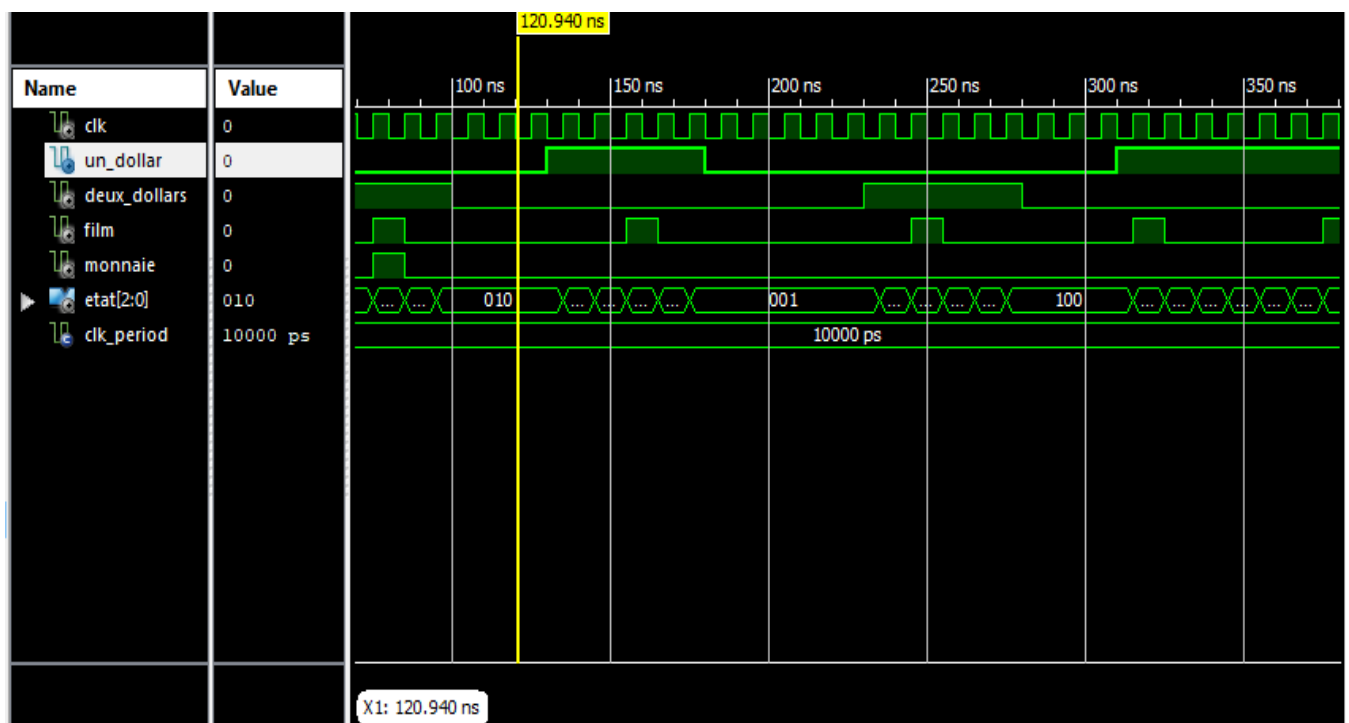 120.940 ns
Name Value
100 ns 150 ns 200 ns 250 ns 300 ns 350 ns
clk 0
un_dollar 0
deux_dollars 0
film 0
monnaie 0
etat[2:0] 010 ... ... 010 ... ... ... ... 001 ... ... ... ... 100 ... ... ... ... ... ...
clk_period 10000 ps 10000 ps
X1: 120.940 ns